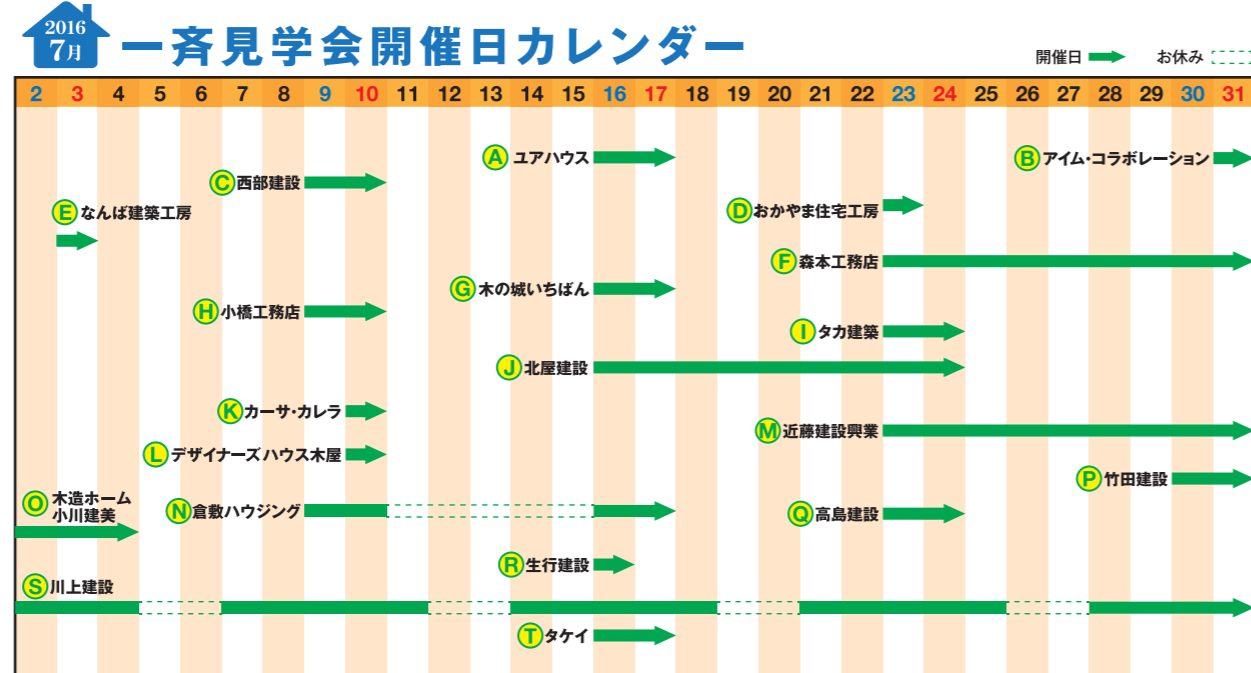 2016
7月
一斉見学会開催日カレンダー
開催日 お休み
2 3 4 5 6 7 8 9 10 11 12 13 14 15 16 17 18 19 20 21 22 23 24 25 26 27 28 29 30 31
A ユアハウス
B アイム・コラボレーション
C 西部建設
E なんば建築工房
D おかやま住宅工房
F 森本工務店
G 木の城いちばん
H 小橋工務店
I タカ建築
J 北屋建設
K カーサ・カレラ
M 近藤建設興業
L デザイナーズハウス木屋
P 竹田建設
O 木造ホーム
小川建美
N 倉敷ハウジング
Q 高島建設
R 生行建設
S 川上建設
T タケイ